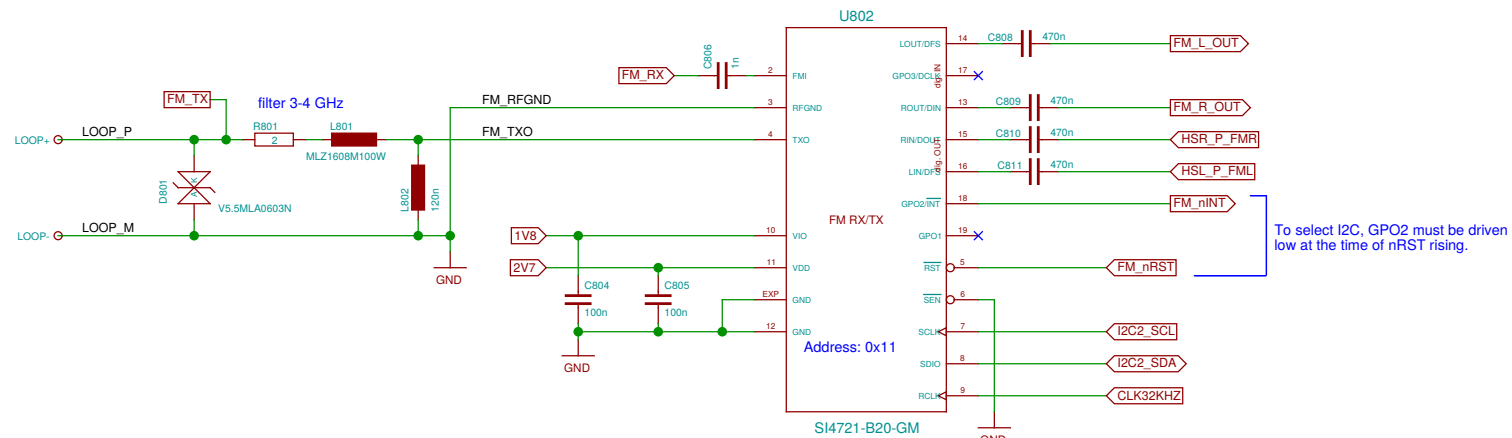 U802
FM_RX
C806
1n
2
FMI
LOUT/DFS
14
C808
470n
FM_L_OUT
GPO3/DCLK
17
dig. IN
FM_TX
filter 3-4 GHz
FM_RFGND
3
RFGND
ROUT/DIN
13
C809
470n
FM_R_OUT
LOOP+
LOOP_P
R801
2
L801
MLZ1608M100W
FM_TXO
4
TXO
RIN/DOUT
15
C810
470n
HSR_P_FMR
dig. OUT
LIN/DFS
16
C811
470n
HSL_P_FML
D801
A
K
V5.5MLA0603N
L802
120n
FM RX/TX
GPO2/INT
18
FM_nINT
To select I2C, GPO2 must be driven
low at the time of nRST rising.
LOOP-
LOOP_M
GND
1V8
10
VIO
GPO1
19
2V7
11
VDD
RST
5
FM_nRST
C804
100n
C805
100n
EXP
GND
SEN
6
12
GND
SCLK
7
I2C2_SCL
GND
Address: 0x11
SDIO
8
I2C2_SDA
RCLK
9
CLK32KHZ
SI4721-B20-GM
GND